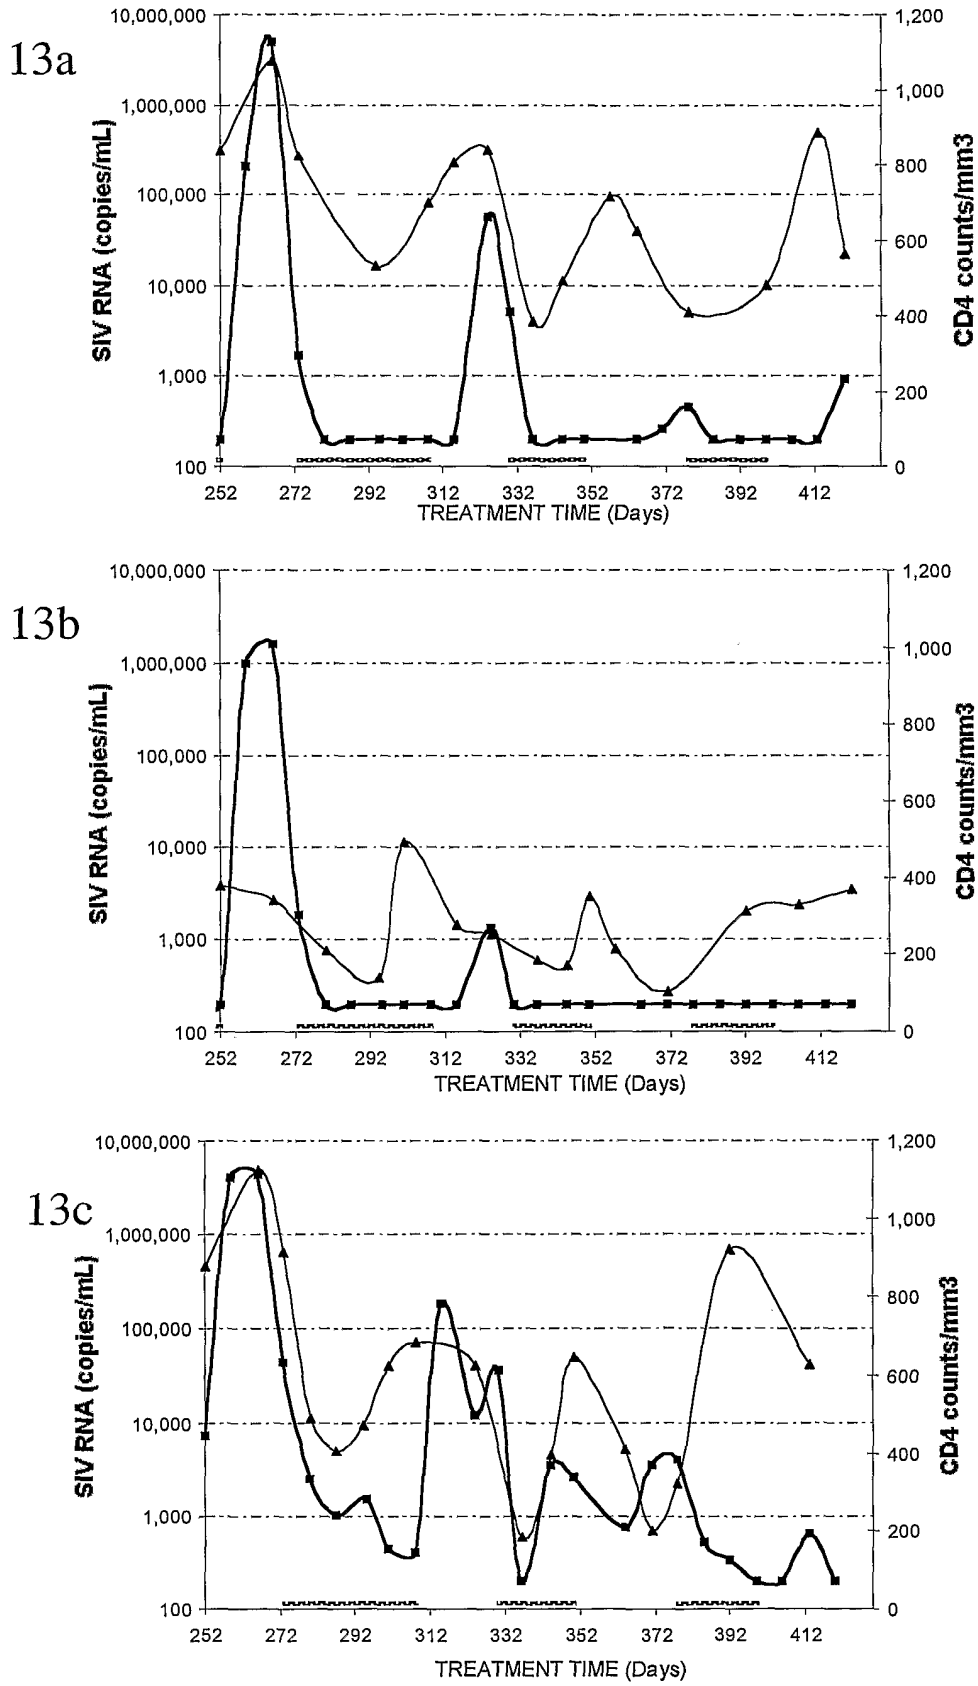 13a
10,000,000
1,000,000
100,000
10,000
1,000
100
SIV RNA (copies/mL)
1,200
1,000
800
600
400
200
0
CD4 counts/mm3
252 272 292 312 332 352 372 392 412
TREATMENT TIME (Days)
13b
10,000,000
1,000,000
100,000
10,000
1,000
100
SIV RNA (copies/mL)
1,200
1,000
800
600
400
200
0
CD4 counts/mm3
252 272 292 312 332 352 372 392 412
TREATMENT TIME (Days)
13c
10,000,000
1,000,000
100,000
10,000
1,000
100
SIV RNA (copies/mL)
1,200
1,000
800
600
400
200
0
CD4 counts/mm3
252 272 292 312 332 352 372 392 412
TREATMENT TIME (Days)